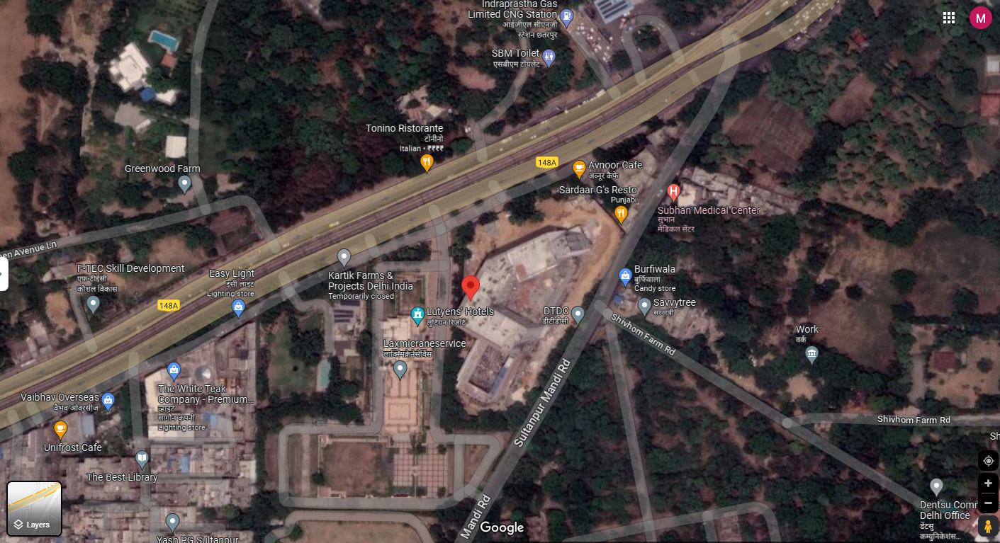 Indraprastha Gas
Limited CNG Station
आईजीएल सीएनजी
स्टेशन छतरपुर
M
SBM Toilet
एसबीएम टॉयलेट
Tonino Ristorante
टोंनीनो
Italian • ₹₹₹₹
148A
Avnoor Cafe
अव्नूर कैफे
Greenwood Farm
Sardaar G's Resto
Punjabi
Subhan Medical Center
सुभान
मेडिकल सेंटर
een Avenue Ln
F-TEC Skill Development
एफ-टीईसी
कौशल विकास
Easy Light
इसी लाइट
Lighting store
Kartik Farms &
Projects Delhi India
Temporarily closed
Burfiwala
बुर्फिवाला
Candy store
148A
Lutyens' Hotels
लुटियन रिज़ॉर्ट
DTDC
डीटीडीसी
Savvytree
Shivhom Farm Rd
Work
वर्क
Laxmicraneservice
Sultanpur Mandi Rd
The White Teak
Company - Premium...
व्हाइट
सागौन कंपनी
Lighting store
Vaibhav Overseas
वैभव ओवरसीज
Shivhom Farm Rd
Sh
Unifrost Cafe
The Best Library
Mandi Rd
Dentsu Comm
Delhi Office
डेंटसु
कम्युनिकेशंस...
Layers
Google
Yash PG Sultanpur